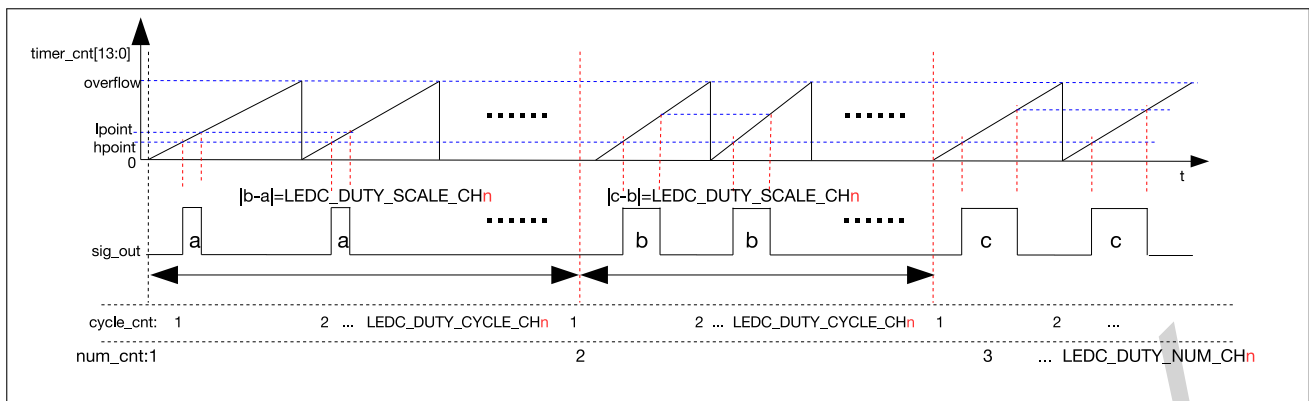 timer_cnt[13:0]
overflow
lpoint
hpoint
0
t
|b-a|=LEDC_DUTY_SCALE_CHn
|c-b|=LEDC_DUTY_SCALE_CHn
sig_out
a
a
b
b
c
c
cycle_cnt: 1 2 ... LEDC_DUTY_CYCLE_CHn 1 2 ... LEDC_DUTY_CYCLE_CHn 1 2 ...
num_cnt:1 2 3 ... LEDC_DUTY_NUM_CHn